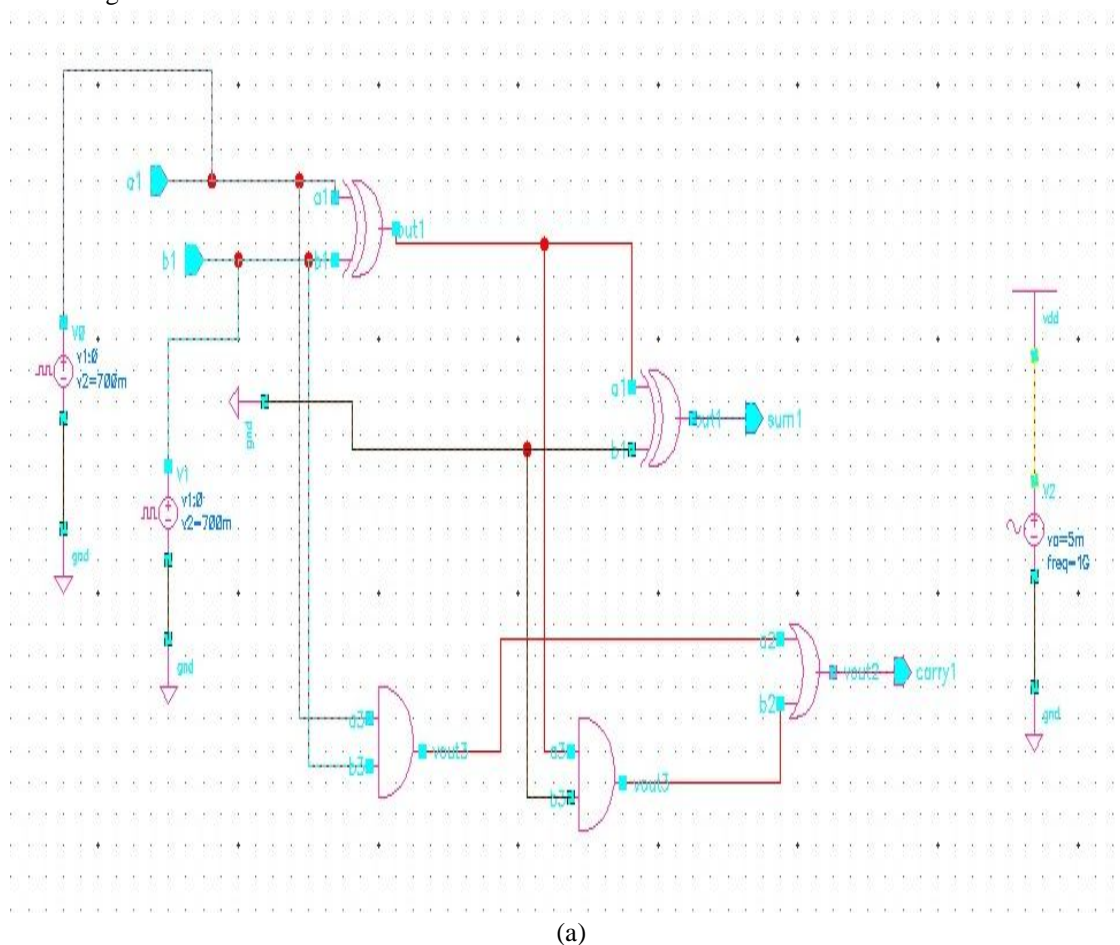 a1
a1
out1
b1
b1
vdd
V0
v1:0
v2=700m
a1
out1
sum1
gnd
b1
V1
v1:0
v2=700m
V2
va=5m
freq=1G
gnd
a2
gnd
vout2
carry1
b2
gnd
a3
vout3
b3
a3
vout3
b3
(a)